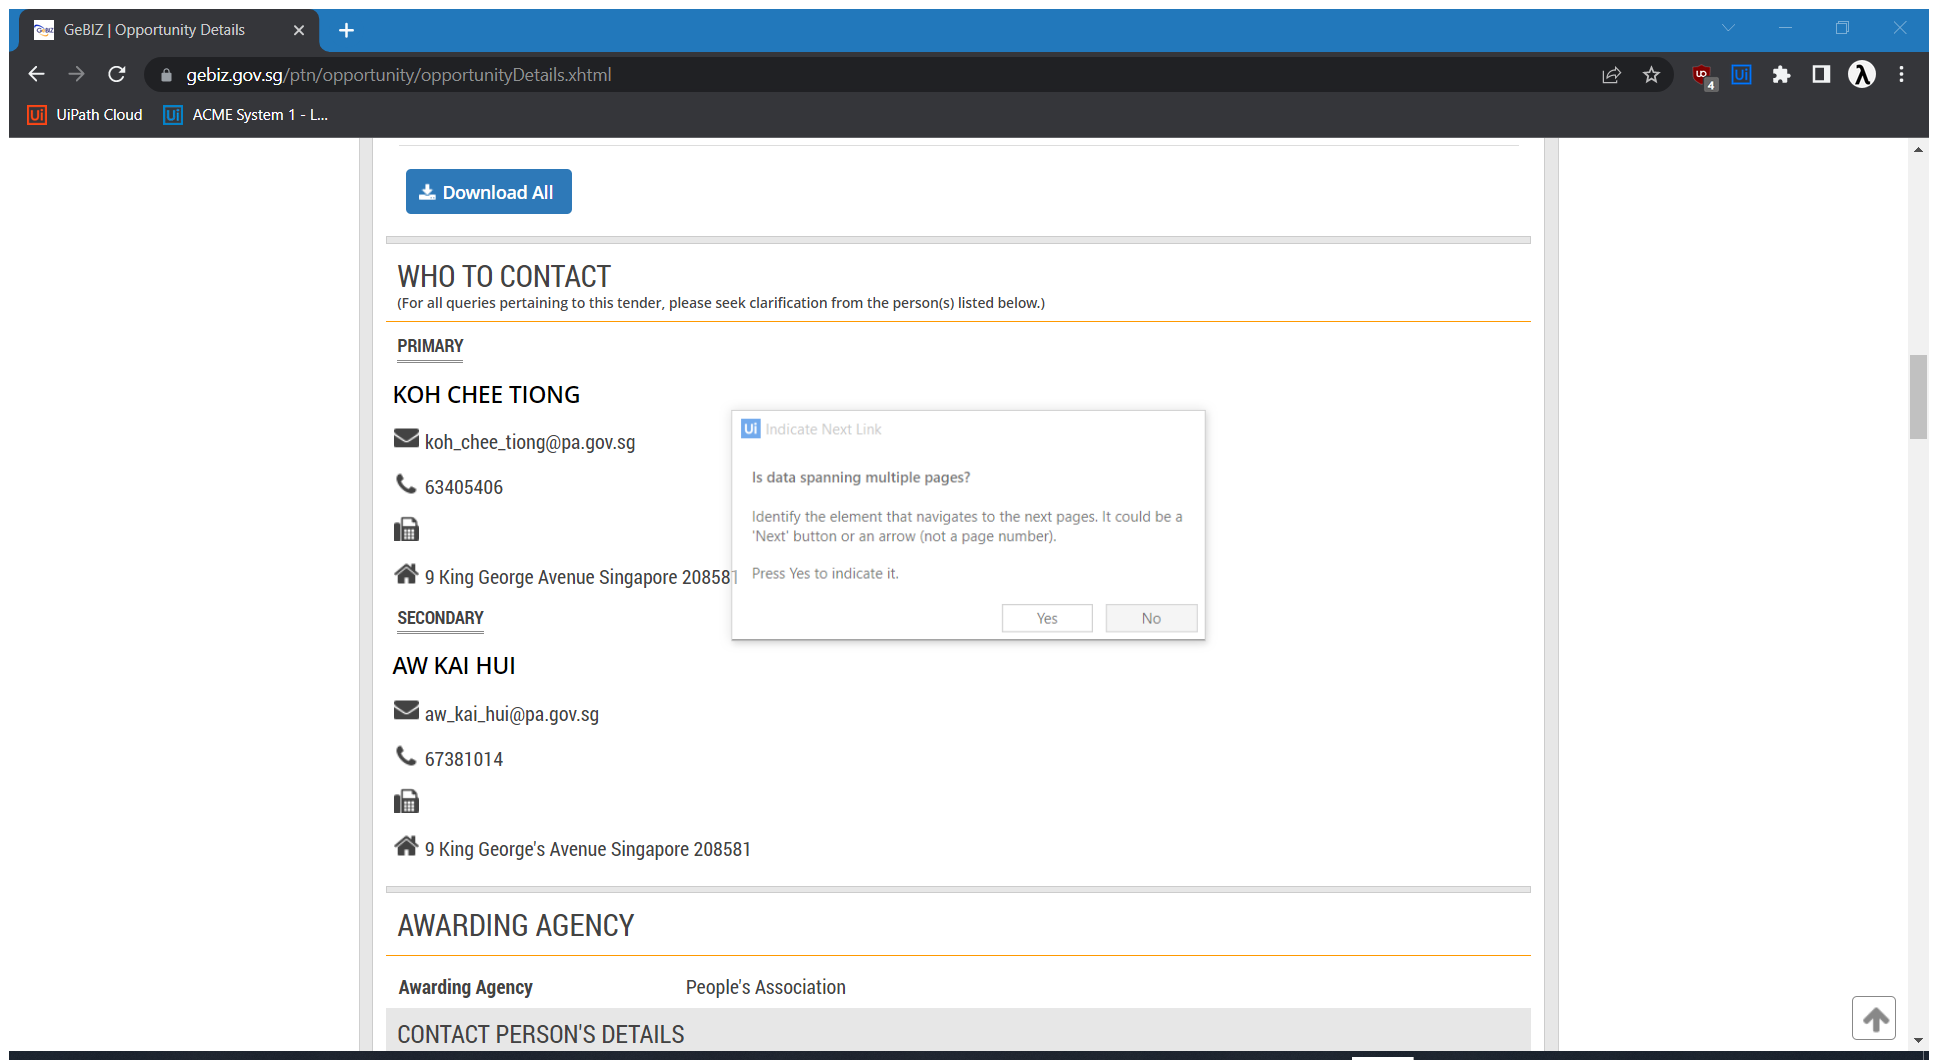 GeBIZ | Opportunity Details
gebiz.gov.sg/ptn/opportunity/opportunityDetails.xhtml
4
Ui UiPath Cloud
Ui ACME System 1 - L...
Download All
WHO TO CONTACT
(For all queries pertaining to this tender, please seek clarification from the person(s) listed below.)
PRIMARY
KOH CHEE TIONG
koh_chee_tiong@pa.gov.sg
63405406
9 King George Avenue Singapore 208581
SECONDARY
AW KAI HUI
aw_kai_hui@pa.gov.sg
67381014
9 King George's Avenue Singapore 208581
Ui Indicate Next Link
Is data spanning multiple pages?
Identify the element that navigates to the next pages. It could be a
'Next' button or an arrow (not a page number).
Press Yes to indicate it.
Yes No
AWARDING AGENCY
Awarding Agency People's Association
CONTACT PERSON'S DETAILS